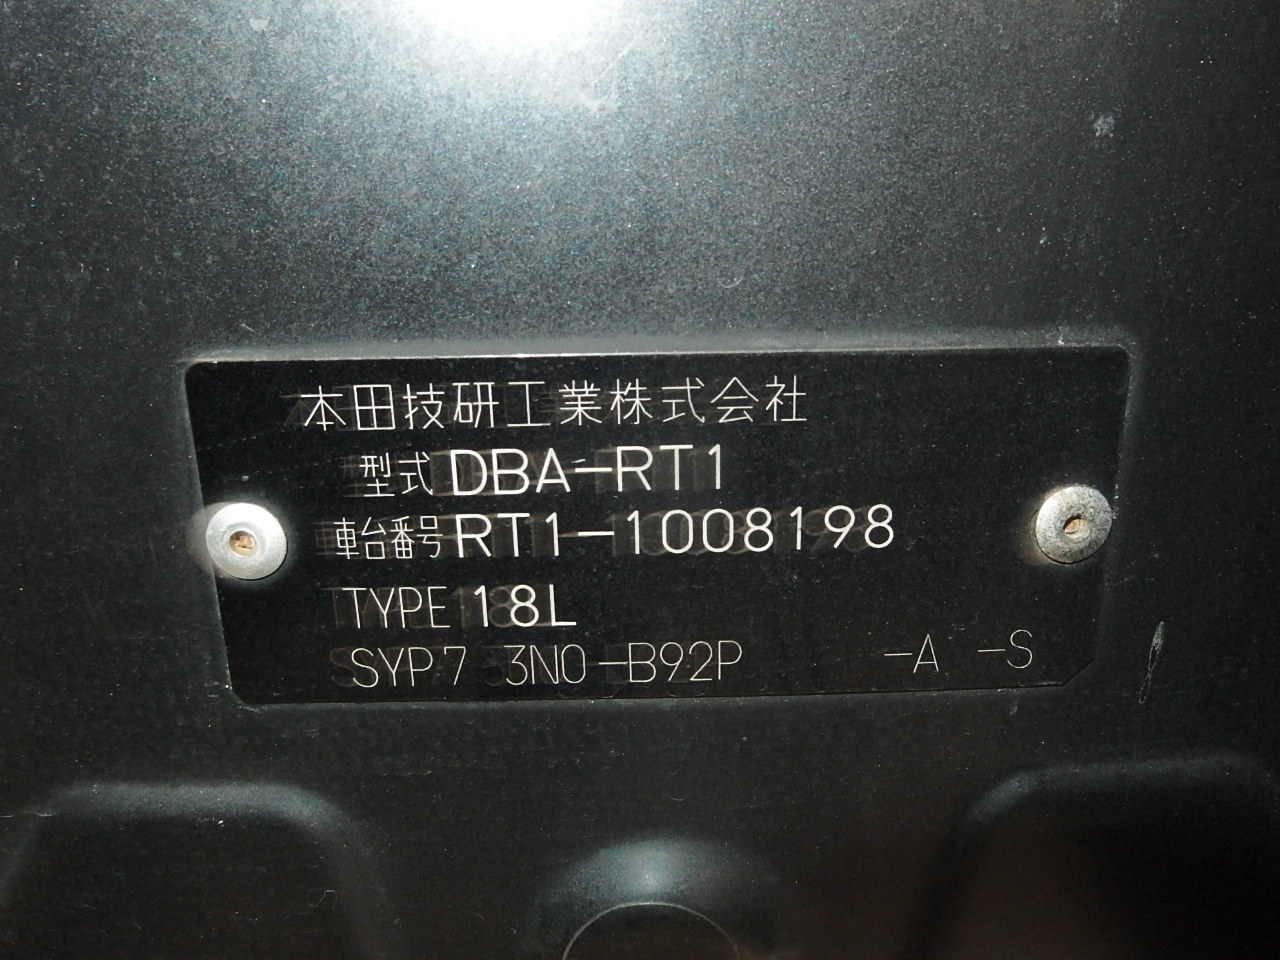 本田技研工業株式会社
型式 DBA-RT1
車台番号 RT1-1008198
TYPE 18L
SYP7 3N0-B92P -A -S